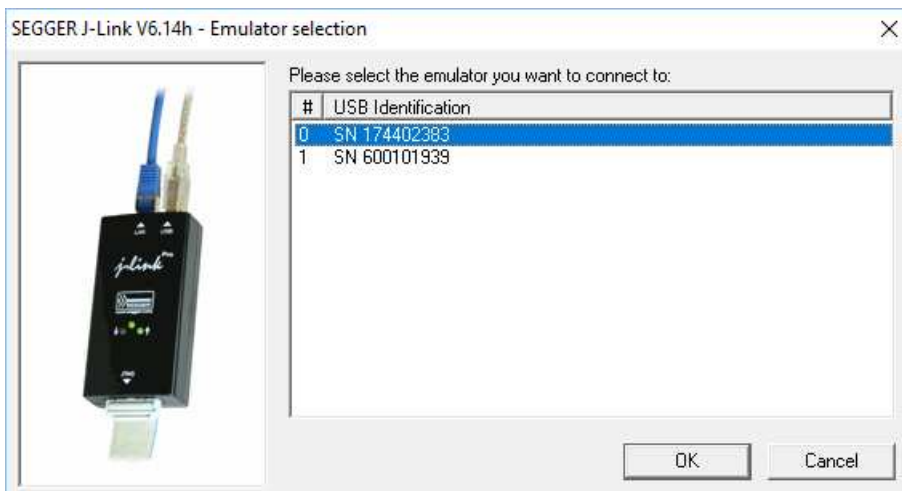 SEGGER J-Link V6.14h - Emulator selection
Please select the emulator you want to connect to:
# USB Identification
0 SN 174402383
1 SN 600101939
j-link
OK Cancel